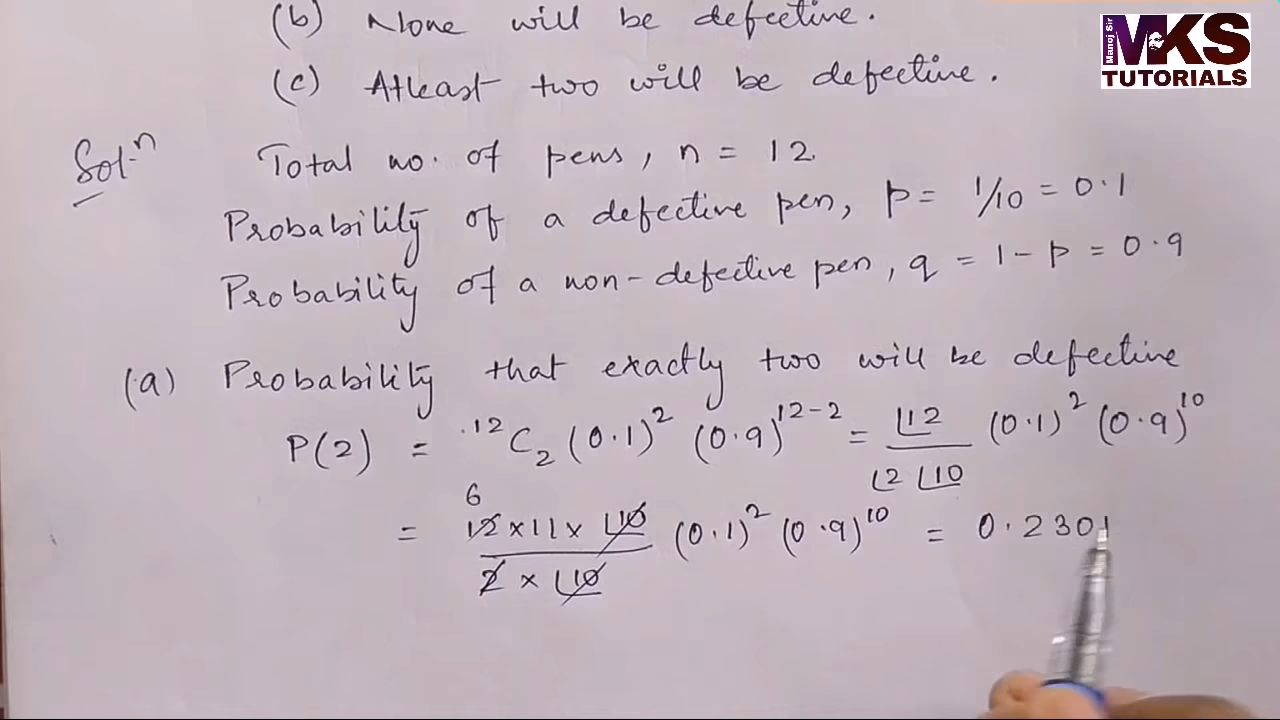 (b) None will be defective.
(c) Atleast two will be defective.
Manoj Sir
MKS
TUTORIALS
Sol.ⁿ Total no. of pens, n = 12.
Probability of a defective pen, p = 1/10 = 0.1
Probability of a non-defective pen, q = 1 - p = 0.9
(a) Probability that exactly two will be defective
P(2) = ¹²C₂ (0.1)² (0.9)¹²⁻² = ⌊12 / ⌊2 ⌊10 (0.1)² (0.9)¹⁰
6
= 12 × 11 × ⌊10 / 2 × ⌊10 (0.1)² (0.9)¹⁰ = 0.2301